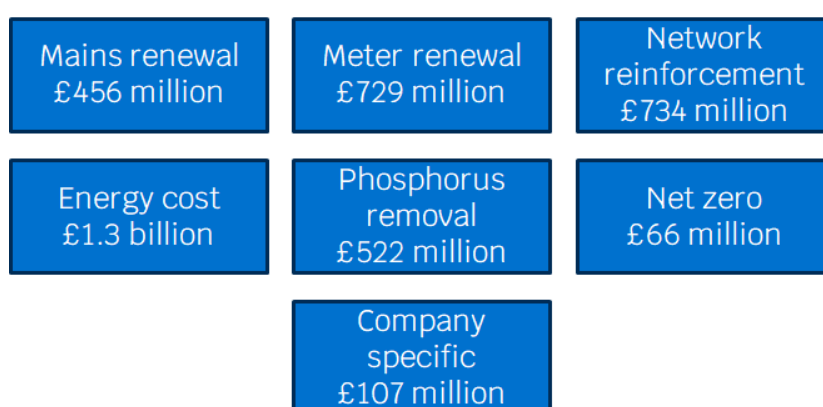 Mains renewal
£456 million
Meter renewal
£729 million
Network
reinforcement
£734 million
Energy cost
£1.3 billion
Phosphorus
removal
£522 million
Net zero
£66 million
Company
specific
£107 million